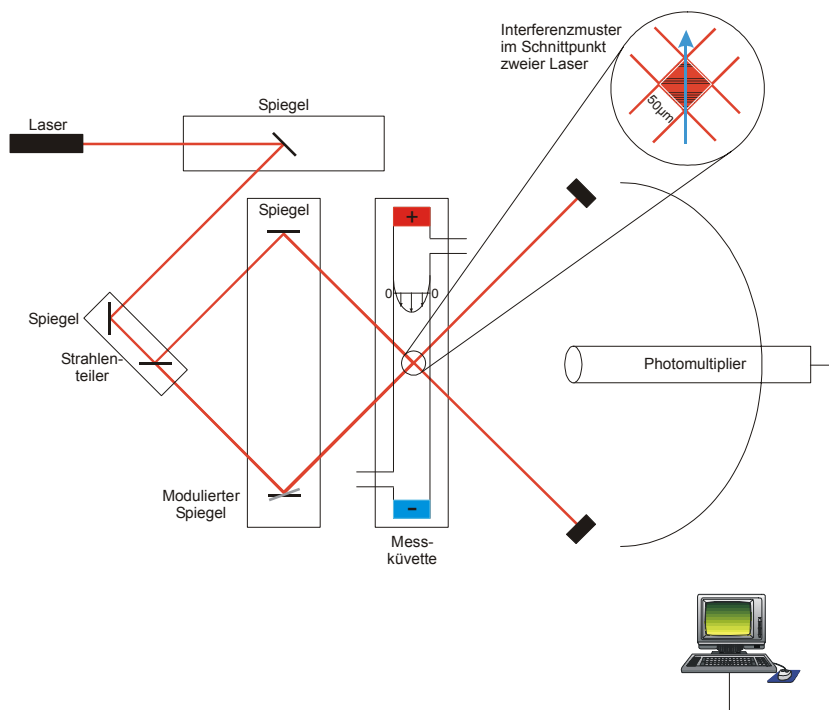 Interferenzmuster
im Schnittpunkt
zweier Laser
50µm
Spiegel
Laser
Spiegel
+
0
0
Spiegel
Strahlen-
teiler
Photomultiplier
Modulierter
Spiegel
-
Mess-
küvette